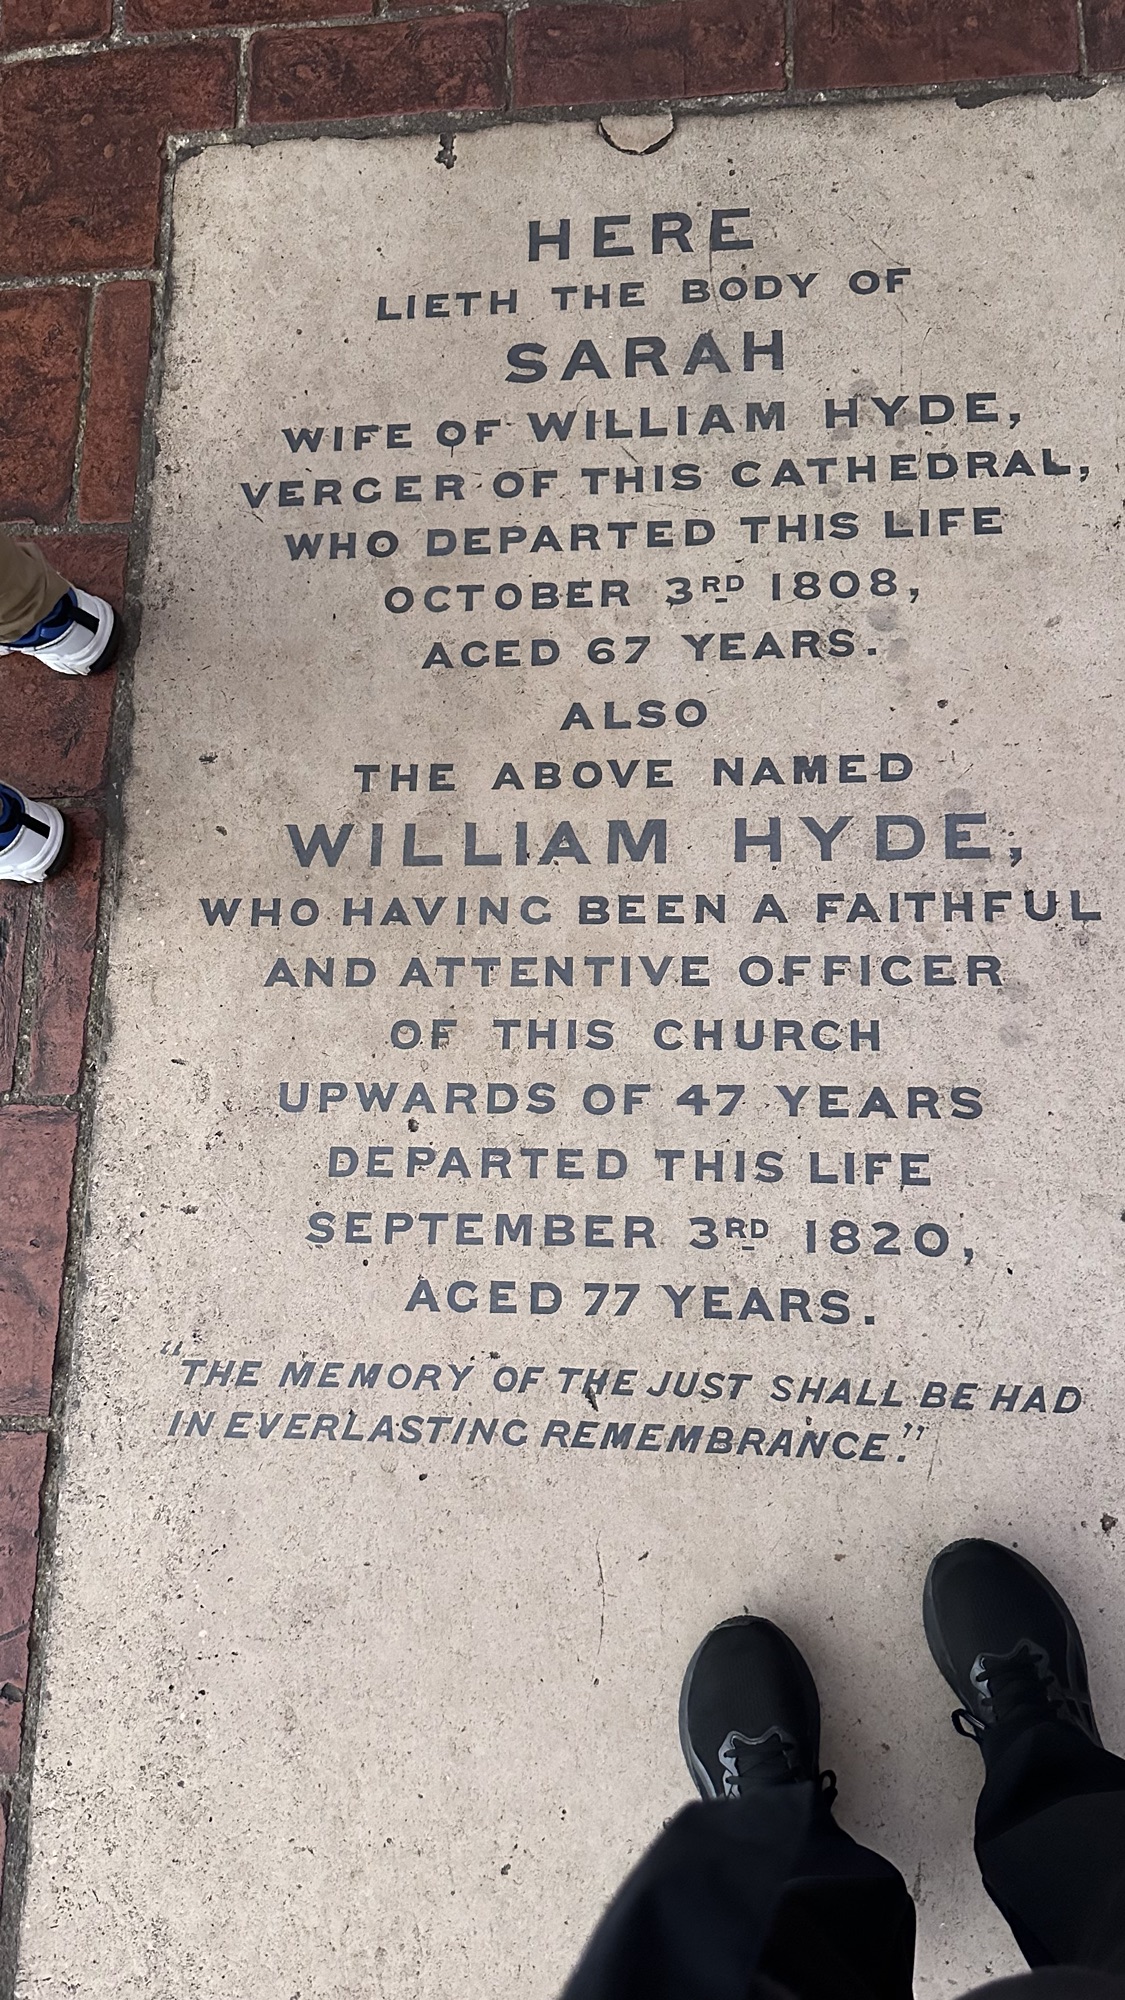 HERE
LIETH THE BODY OF
SARAH
WIFE OF WILLIAM HYDE,
VERGER OF THIS CATHEDRAL,
WHO DEPARTED THIS LIFE
OCTOBER 3RD 1808,
AGED 67 YEARS.
ALSO
THE ABOVE NAMED
WILLIAM HYDE,
WHO HAVING BEEN A FAITHFUL
AND ATTENTIVE OFFICER
OF THIS CHURCH
UPWARDS OF 47 YEARS
DEPARTED THIS LIFE
SEPTEMBER 3RD 1820,
AGED 77 YEARS.
"THE MEMORY OF THE JUST SHALL BE HAD
IN EVERLASTING REMEMBRANCE."